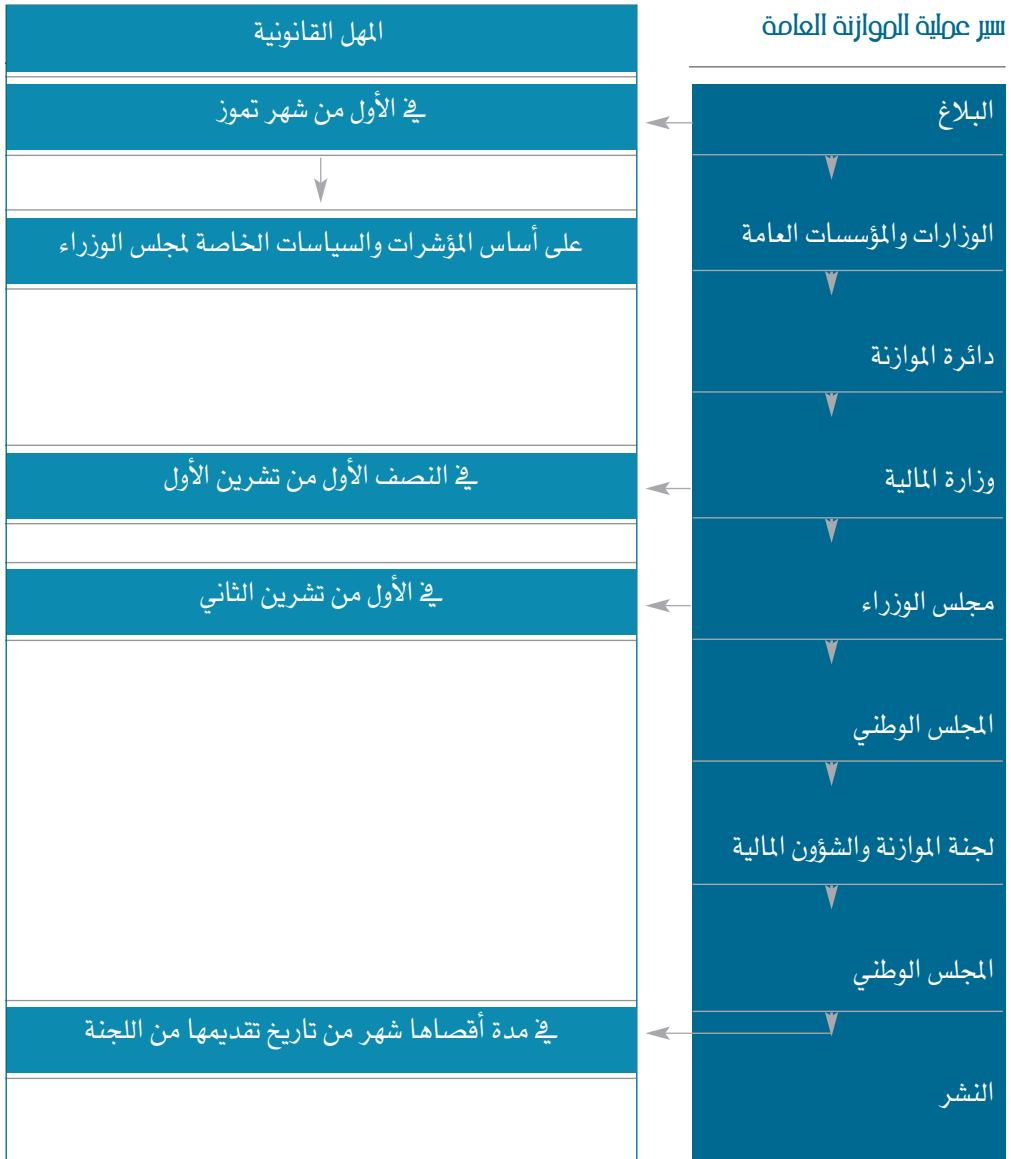 سير عملية الموازنة العامة
المهل القانونية
البلاغ
في الأول من شهر تموز
الوزارات والمؤسسات العامة
على أساس المؤشرات والسياسات الخاصة لمجلس الوزراء
دائرة الموازنة
وزارة المالية
في النصف الأول من تشرين الأول
مجلس الوزراء
في الأول من تشرين الثاني
المجلس الوطني
لجنة الموازنة والشؤون المالية
المجلس الوطني
في مدة أقصاها شهر من تاريخ تقديمها من اللجنة
النشر